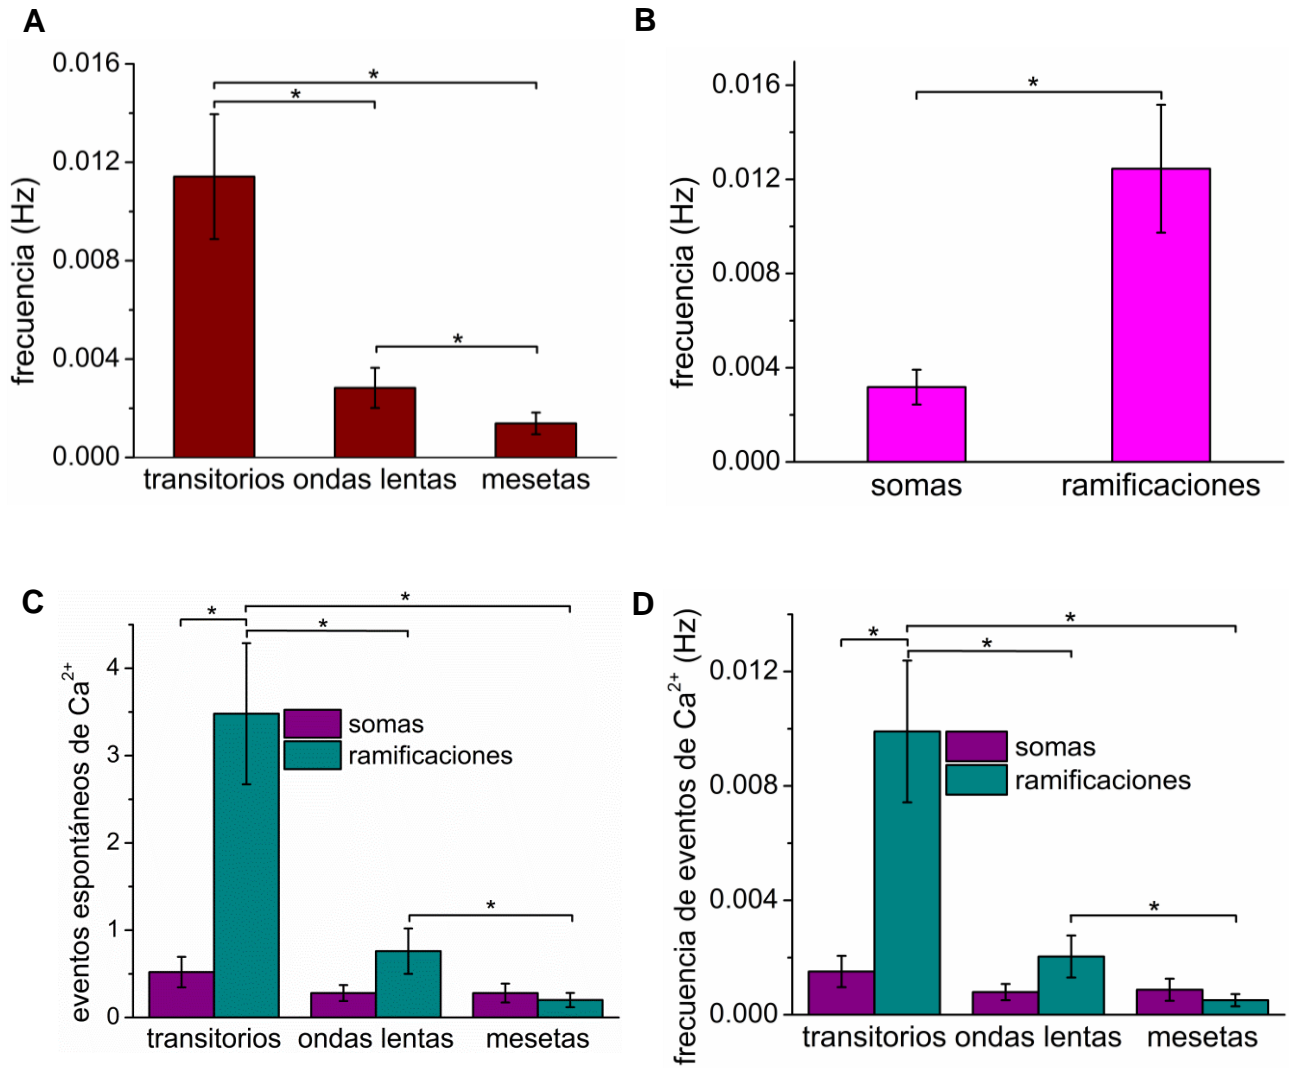 A
0.016
0.012
0.008
0.004
0.000
frecuencia (Hz)
*
*
*
transitorios ondas lentas mesetas
B
0.016
0.012
0.008
0.004
0.000
frecuencia (Hz)
*
somas ramificaciones
C
4
3
2
1
0
eventos espontáneos de Ca2+
*
*
*
*
somas
ramificaciones
transitorios ondas lentas mesetas
D
0.012
0.008
0.004
0.000
frecuencia de eventos de Ca2+ (Hz)
*
*
*
*
somas
ramificaciones
transitorios ondas lentas mesetas